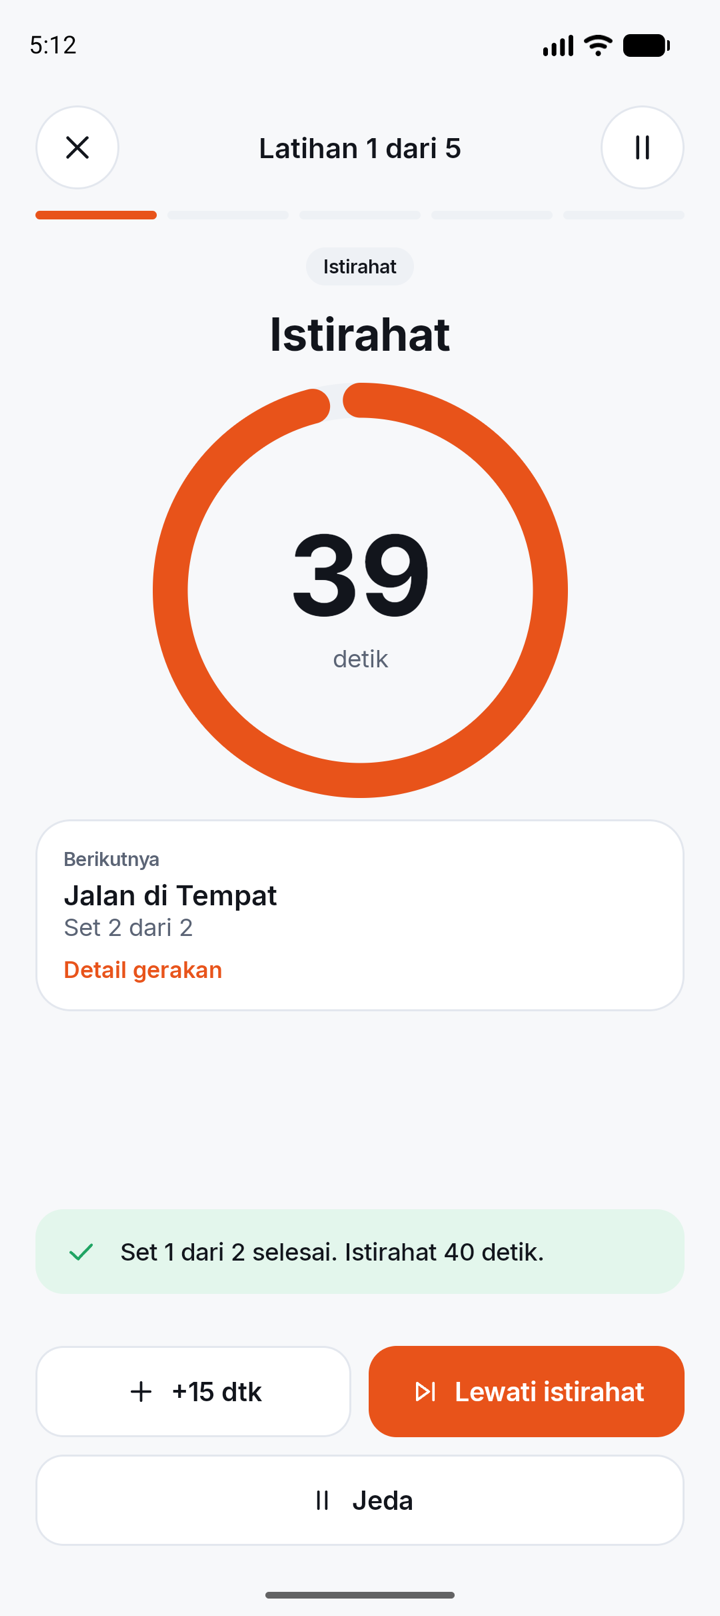 5:12
Latihan 1 dari 5
Istirahat
Istirahat
39
detik
Berikutnya
Jalan di Tempat
Set 2 dari 2
Detail gerakan
Set 1 dari 2 selesai. Istirahat 40 detik.
+15 dtk
Lewati istirahat
Jeda